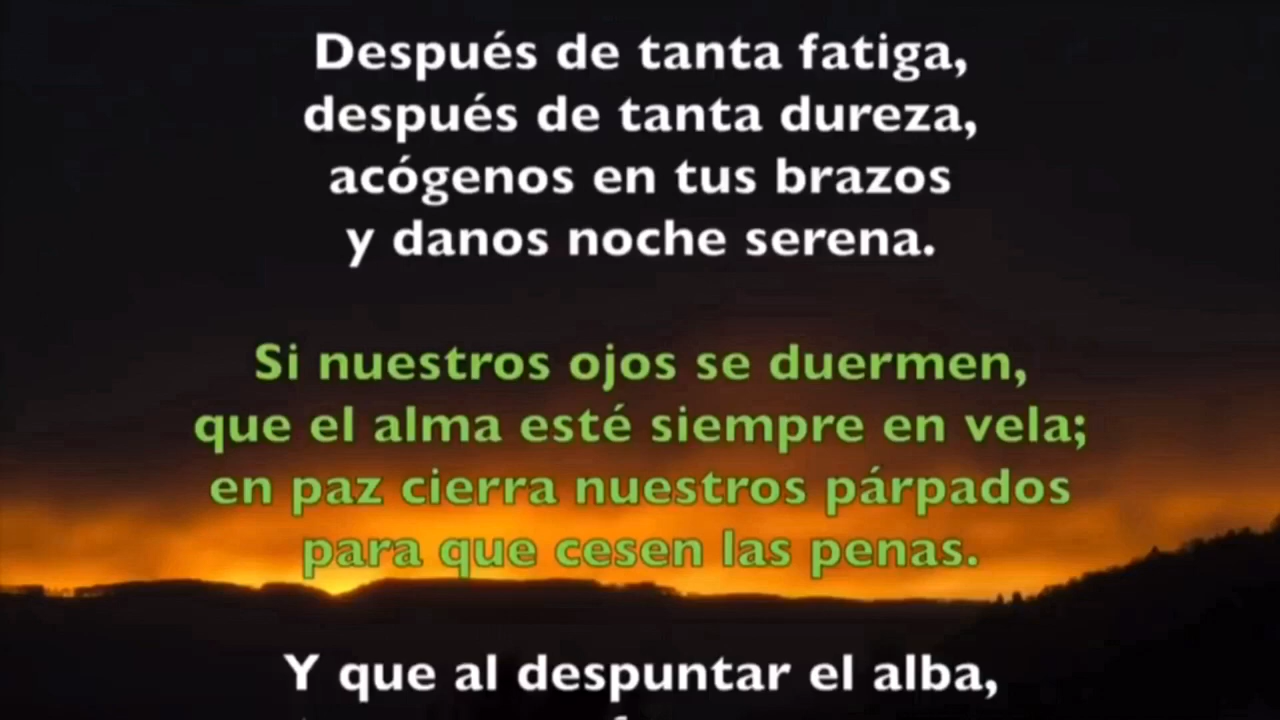 Después de tanta fatiga,
después de tanta dureza,
acógenos en tus brazos
y danos noche serena.
Si nuestros ojos se duermen,
que el alma esté siempre en vela;
en paz cierra nuestros párpados
para que cesen las penas.
Y que al despuntar el alba,